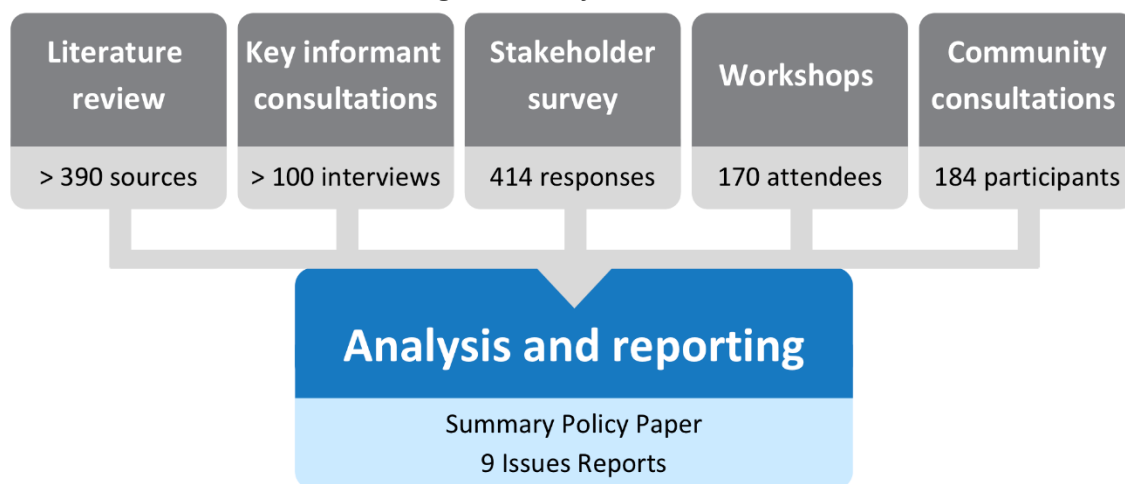 Literature
review
> 390 sources
Key informant
consultations
> 100 interviews
Stakeholder
survey
414 responses
Workshops
170 attendees
Community
consultations
184 participants
Analysis and reporting
Summary Policy Paper
9 Issues Reports